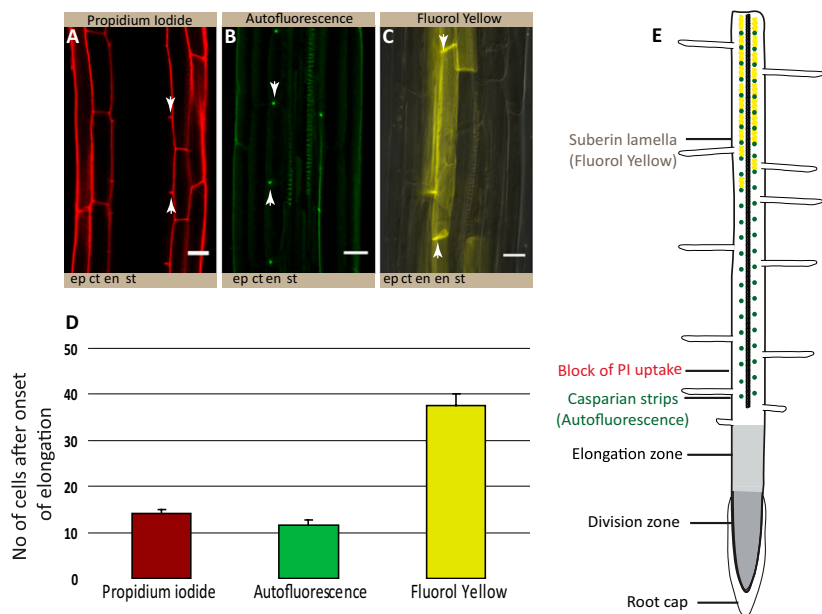 Propidium Iodide
Autofluorescence
Fluorol Yellow
A
B
C
ep ct en st
ep ct en st
ep ct en en st
D
No of cells after onset
of elongation
50
40
30
20
10
0
Propidium iodide
Autofluorescence
Fluorol Yellow
E
Suberin lamella
(Fluorol Yellow)
Block of PI uptake
Casparian strips
(Autofluorescence)
Elongation zone
Division zone
Root cap